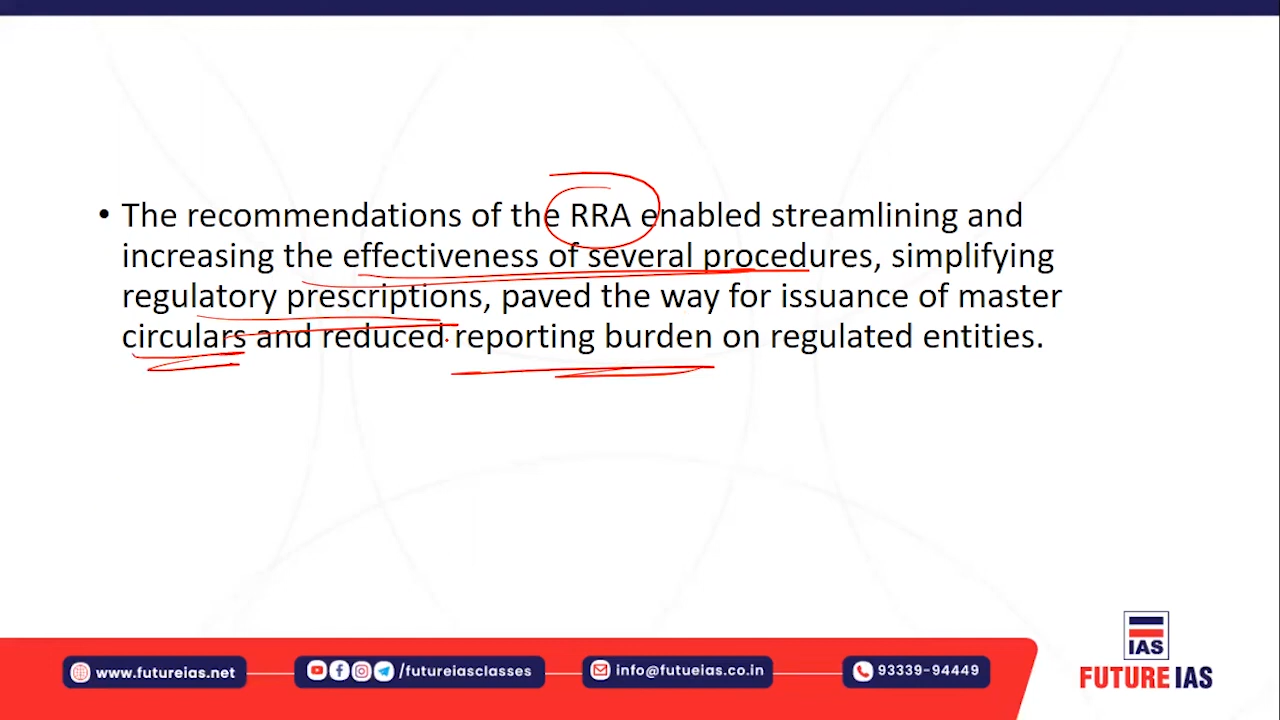 • The recommendations of the RRA enabled streamlining and
increasing the effectiveness of several procedures, simplifying
regulatory prescriptions, paved the way for issuance of master
circulars and reduced reporting burden on regulated entities.
IAS
www.futureias.net
/futureiasclasses
info@futueias.co.in
93339-94449
FUTURE IAS